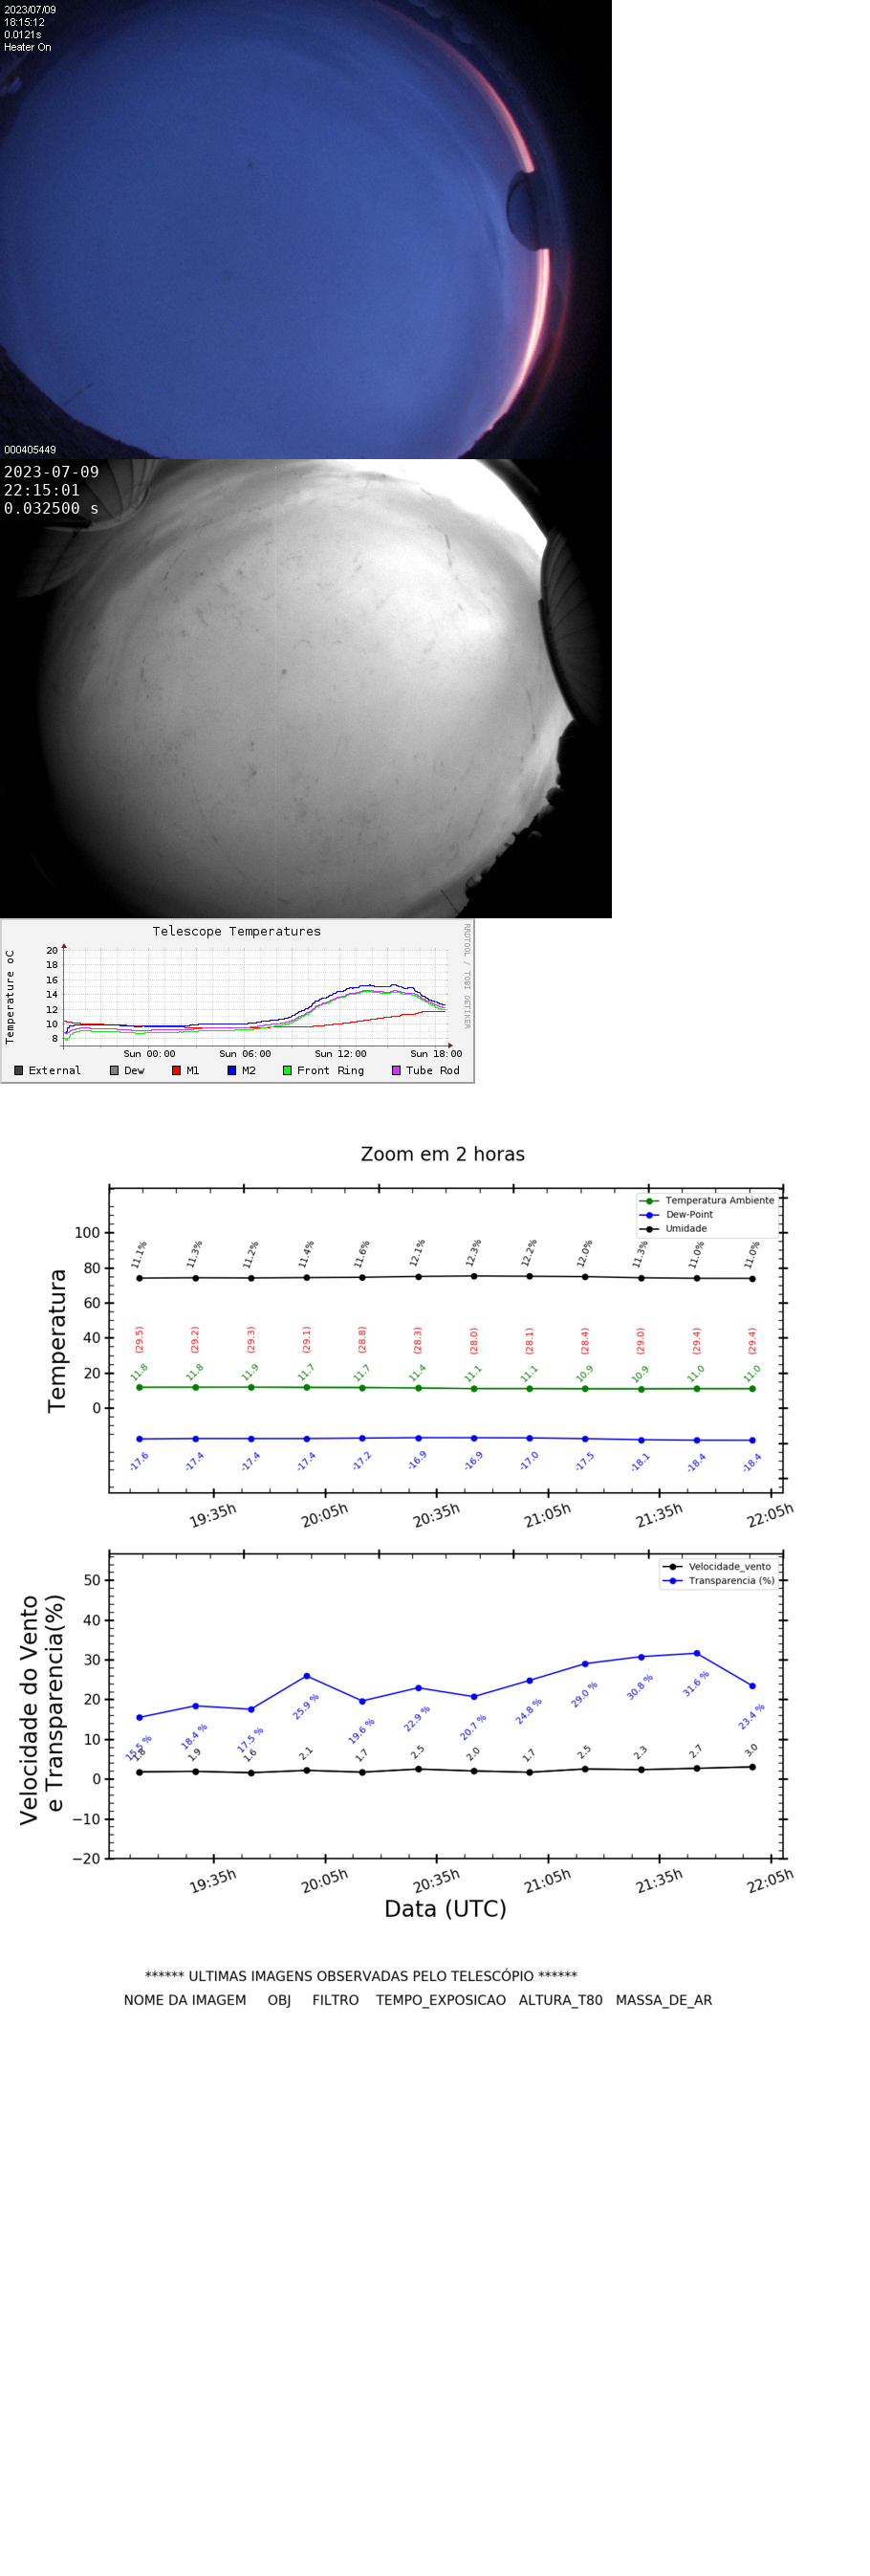 2023/07/09
18:15:12
0.0121s
Heater On
000405449
2023-07-09
22:15:01
0.032500 s
Telescope Temperatures
RRDTOOL / TOBI OETIKER
Temperature oC
20
18
16
14
12
10
8
Sun 00:00 Sun 06:00 Sun 12:00 Sun 18:00
External Dew M1 M2 Front Ring Tube Rod
Zoom em 2 horas
Temperatura Ambiente
Dew-Point
Umidade
Temperatura
100
80
60
40
20
0
11.1% 11.3% 11.2% 11.4% 11.6% 12.1% 12.3% 12.2% 12.0% 11.3% 11.0% 11.0%
(29.5) (29.2) (29.3) (29.1) (28.8) (28.3) (28.0) (28.1) (28.4) (29.0) (29.4) (29.4)
11.8 11.8 11.9 11.7 11.7 11.4 11.1 11.1 10.9 10.9 11.0 11.0
-17.6 -17.4 -17.4 -17.4 -17.2 -16.9 -16.9 -17.0 -17.5 -18.1 -18.4 -18.4
19:35h 20:05h 20:35h 21:05h 21:35h 22:05h
Velocidade_vento
Transparencia (%)
Velocidade do Vento
e Transparencia(%)
50
40
30
20
10
0
−10
−20
15.5 % 18.4 % 17.5 % 25.9 % 19.6 % 22.9 % 20.7 % 24.8 % 29.0 % 30.8 % 31.6 % 23.4 %
1.8 1.9 1.6 2.1 1.7 2.5 2.0 1.7 2.5 2.3 2.7 3.0
19:35h 20:05h 20:35h 21:05h 21:35h 22:05h
Data (UTC)
****** ULTIMAS IMAGENS OBSERVADAS PELO TELESCÓPIO ******
NOME DA IMAGEM OBJ FILTRO TEMPO_EXPOSICAO ALTURA_T80 MASSA_DE_AR